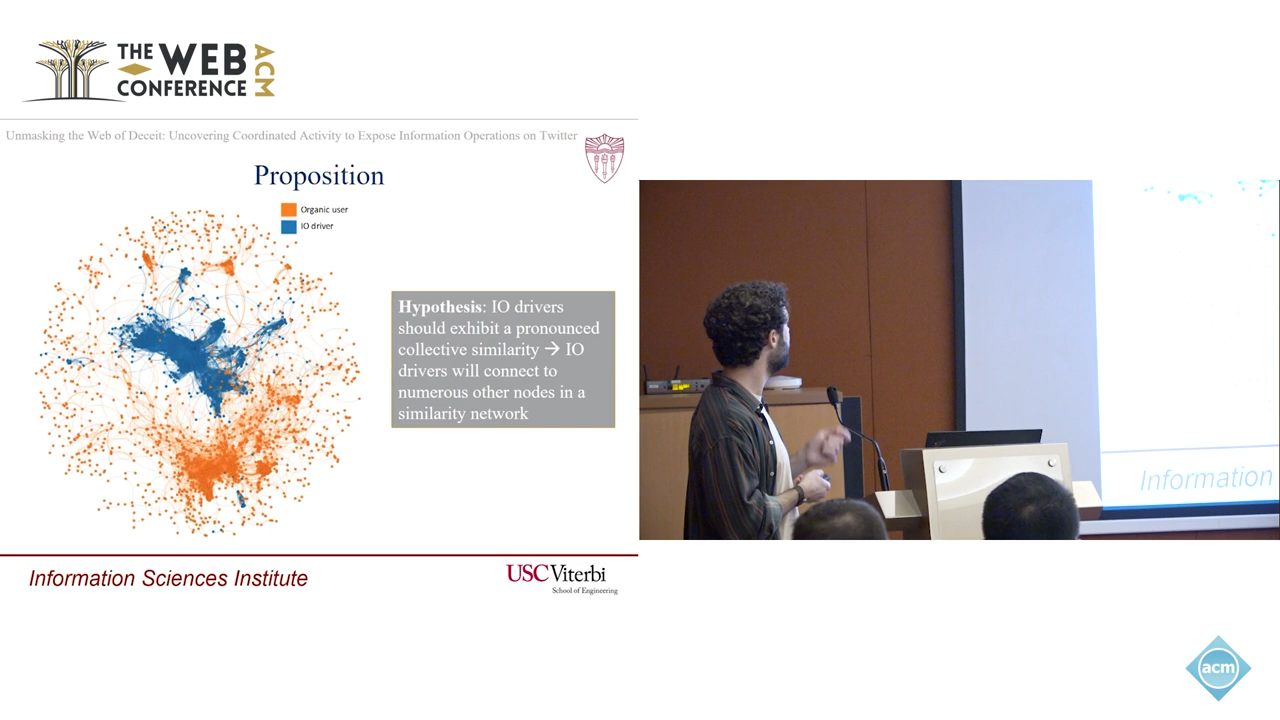 THE WEB
CONFERENCE
ACM
Unmasking the Web of Deceit: Uncovering Coordinated Activity to Expose Information Operations on Twitter
Proposition
Organic user
IO driver
Hypothesis: IO drivers
should exhibit a pronounced
collective similarity → IO
drivers will connect to
numerous other nodes in a
similarity network
Information Sciences Institute
USC Viterbi
School of Engineering
Information
acm